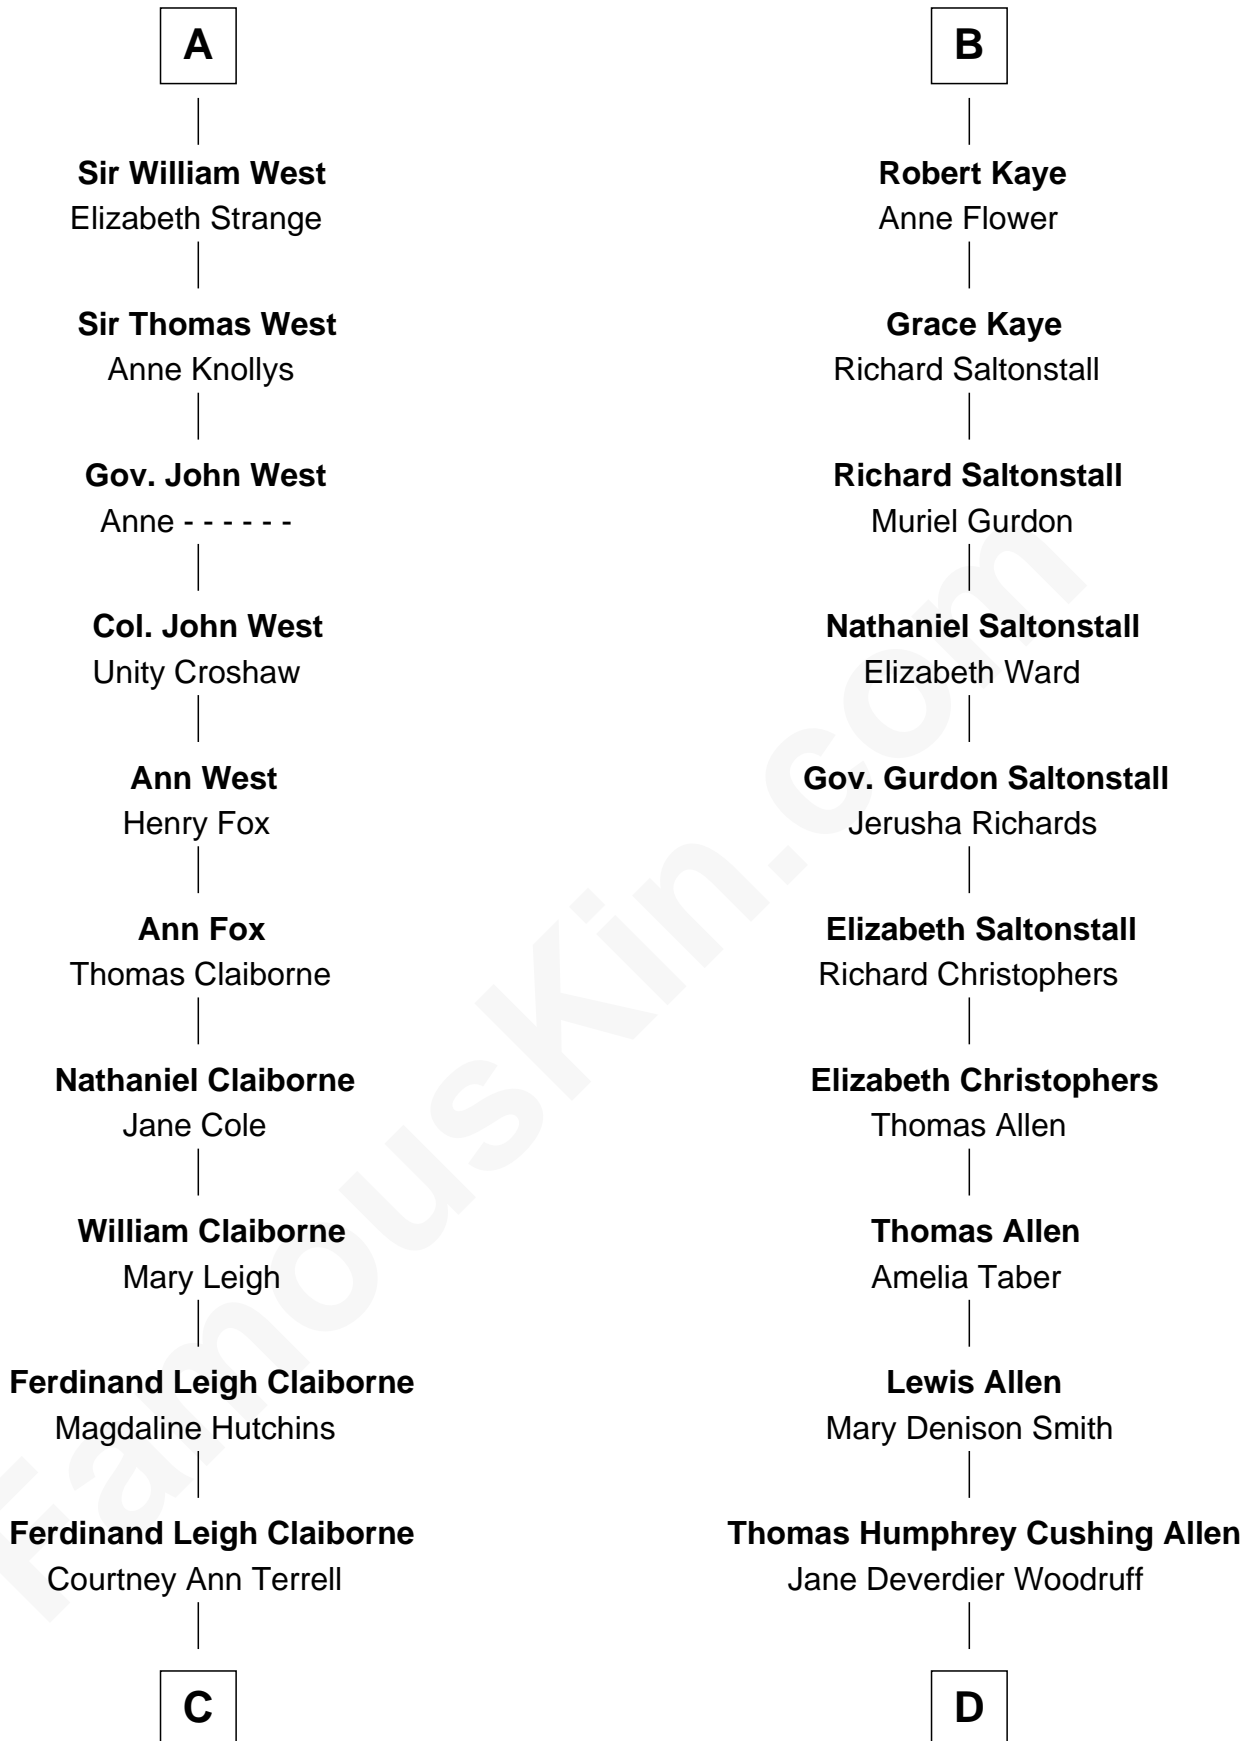 A
Sir William West
Elizabeth Strange
Sir Thomas West
Anne Knollys
Gov. John West
Anne - - - - - -
Col. John West
Unity Croshaw
Ann West
Henry Fox
Ann Fox
Thomas Claiborne
Nathaniel Claiborne
Jane Cole
William Claiborne
Mary Leigh
Ferdinand Leigh Claiborne
Magdaline Hutchins
Ferdinand Leigh Claiborne
Courtney Ann Terrell
C
B
Robert Kaye
Anne Flower
Grace Kaye
Richard Saltonstall
Richard Saltonstall
Muriel Gurdon
Nathaniel Saltonstall
Elizabeth Ward
Gov. Gurdon Saltonstall
Jerusha Richards
Elizabeth Saltonstall
Richard Christophers
Elizabeth Christophers
Thomas Allen
Thomas Allen
Amelia Taber
Lewis Allen
Mary Denison Smith
Thomas Humphrey Cushing Allen
Jane Deverdier Woodruff
D
FamousKin.com